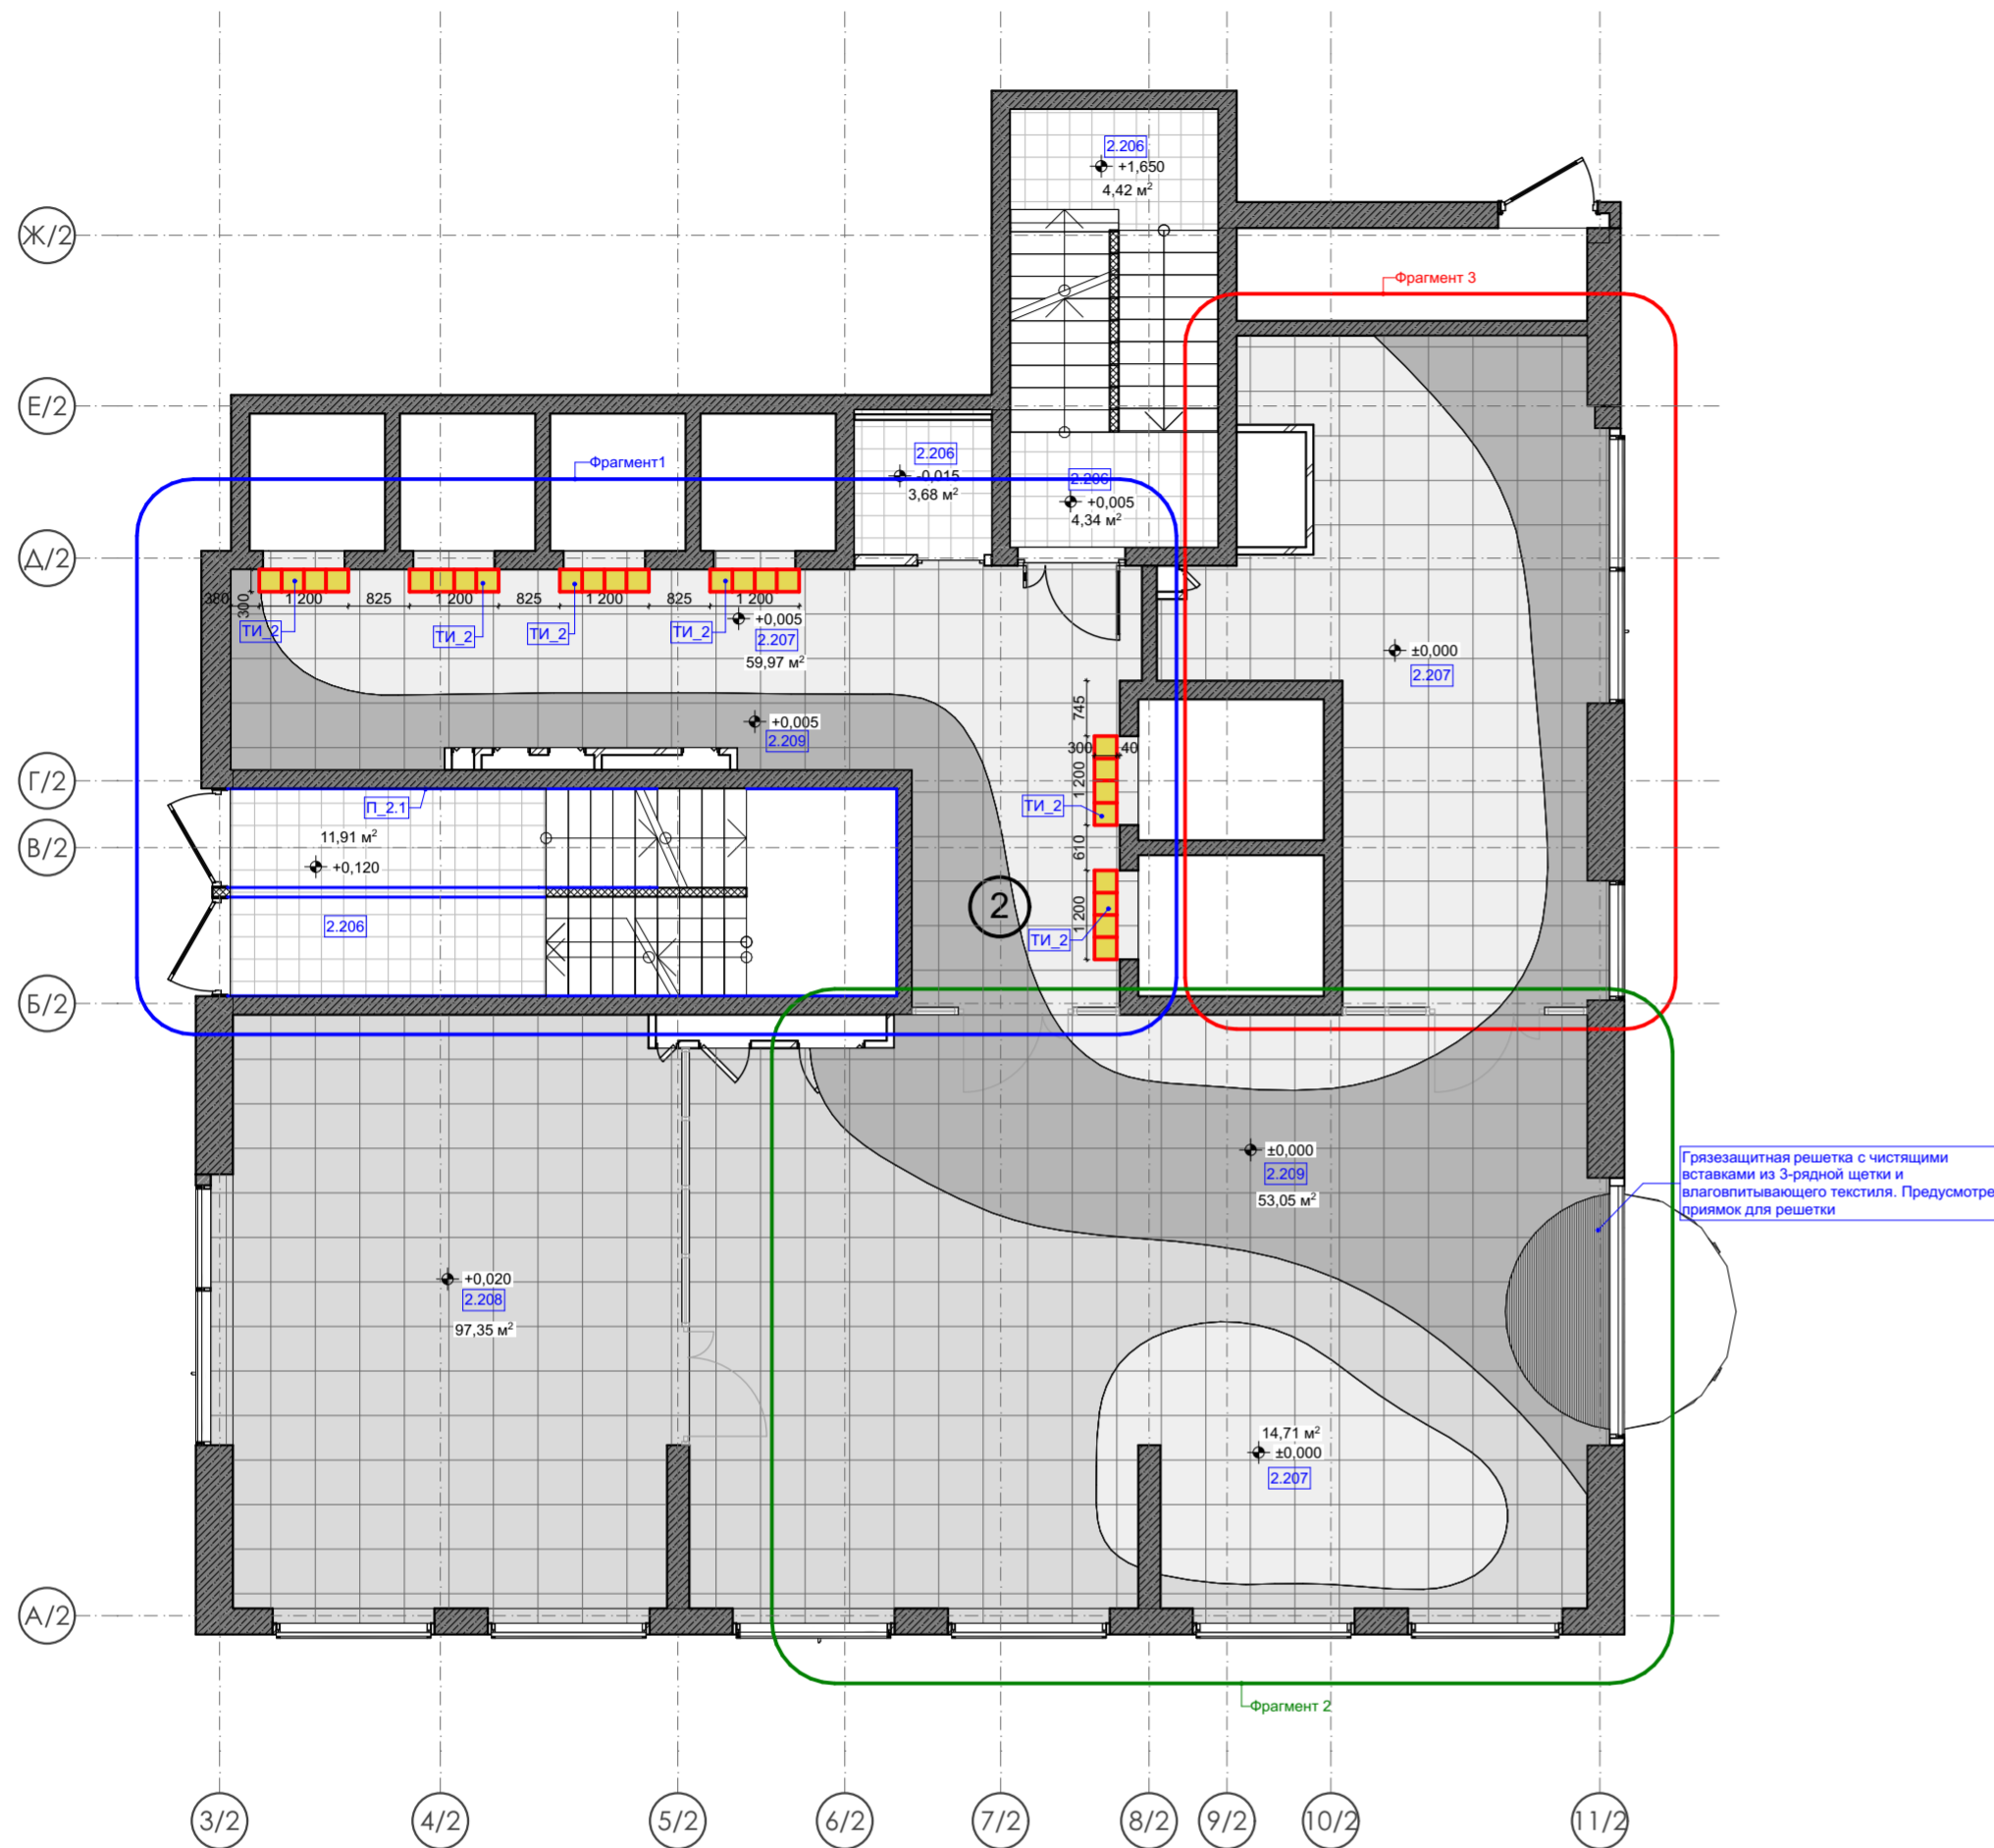 2.206
+1,650
4,42 м²
Ж/2
Фрагмент 3
Е/2
Фрагмент1
2.206
-0,015
3,68 м²
2.206
+0,005
4,34 м²
Д/2
380
300
1 200
825
1 200
825
1 200
825
1 200
ТИ_2
ТИ_2
ТИ_2
ТИ_2
+0,005
2.207
59,97 м²
±0,000
2.207
+0,005
2.209
745
300
40
1 200
ТИ_2
610
1 200
ТИ_2
Г/2
П_2.1
11,91 м²
В/2
+0,120
2.206
2
Б/2
±0,000
2.209
53,05 м²
Грязезащитная решетка с чистящими
вставками из 3-рядной щетки и
влаговпитывающего текстиля. Предусмотре
приямок для решетки
+0,020
2.208
97,35 м²
14,71 м²
±0,000
2.207
А/2
Фрагмент 2
3/2
4/2
5/2
6/2
7/2
8/2
9/2
10/2
11/2